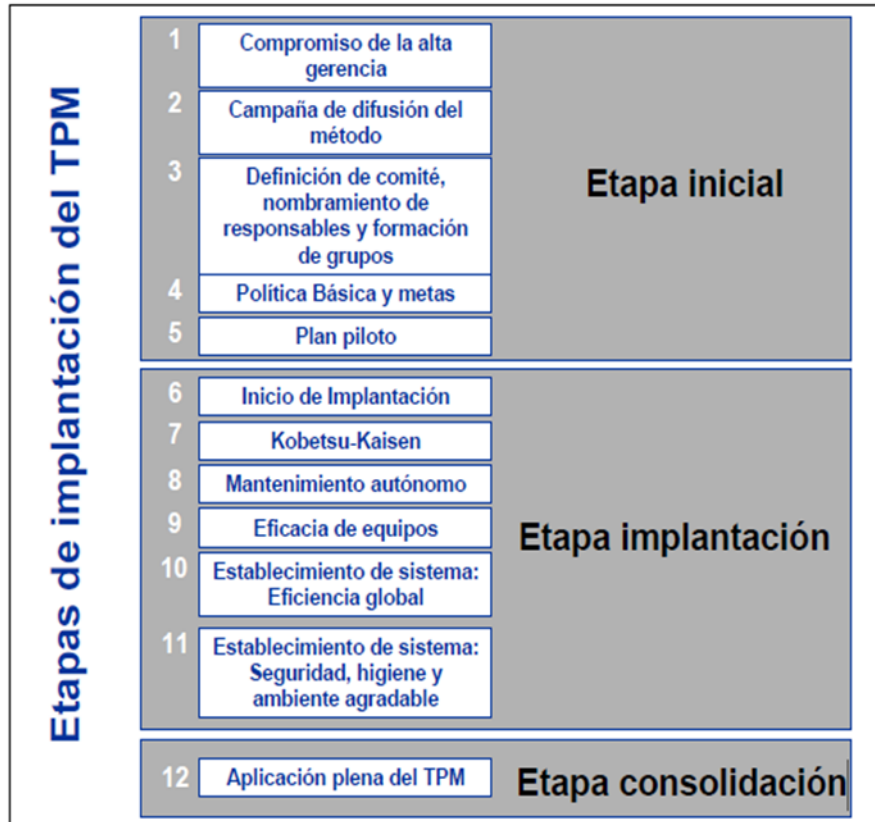 Etapas de implantación del TPM
1
Compromiso de la alta
gerencia
2
Campaña de difusión del
método
3
Definición de comité,
nombramiento de
responsables y formación
de grupos
4
Política Básica y metas
5
Plan piloto
Etapa inicial
6
Inicio de Implantación
7
Kobetsu-Kaisen
8
Mantenimiento autónomo
9
Eficacia de equipos
10
Establecimiento de sistema:
Eficiencia global
11
Establecimiento de sistema:
Seguridad, higiene y
ambiente agradable
Etapa implantación
12
Aplicación plena del TPM
Etapa consolidación